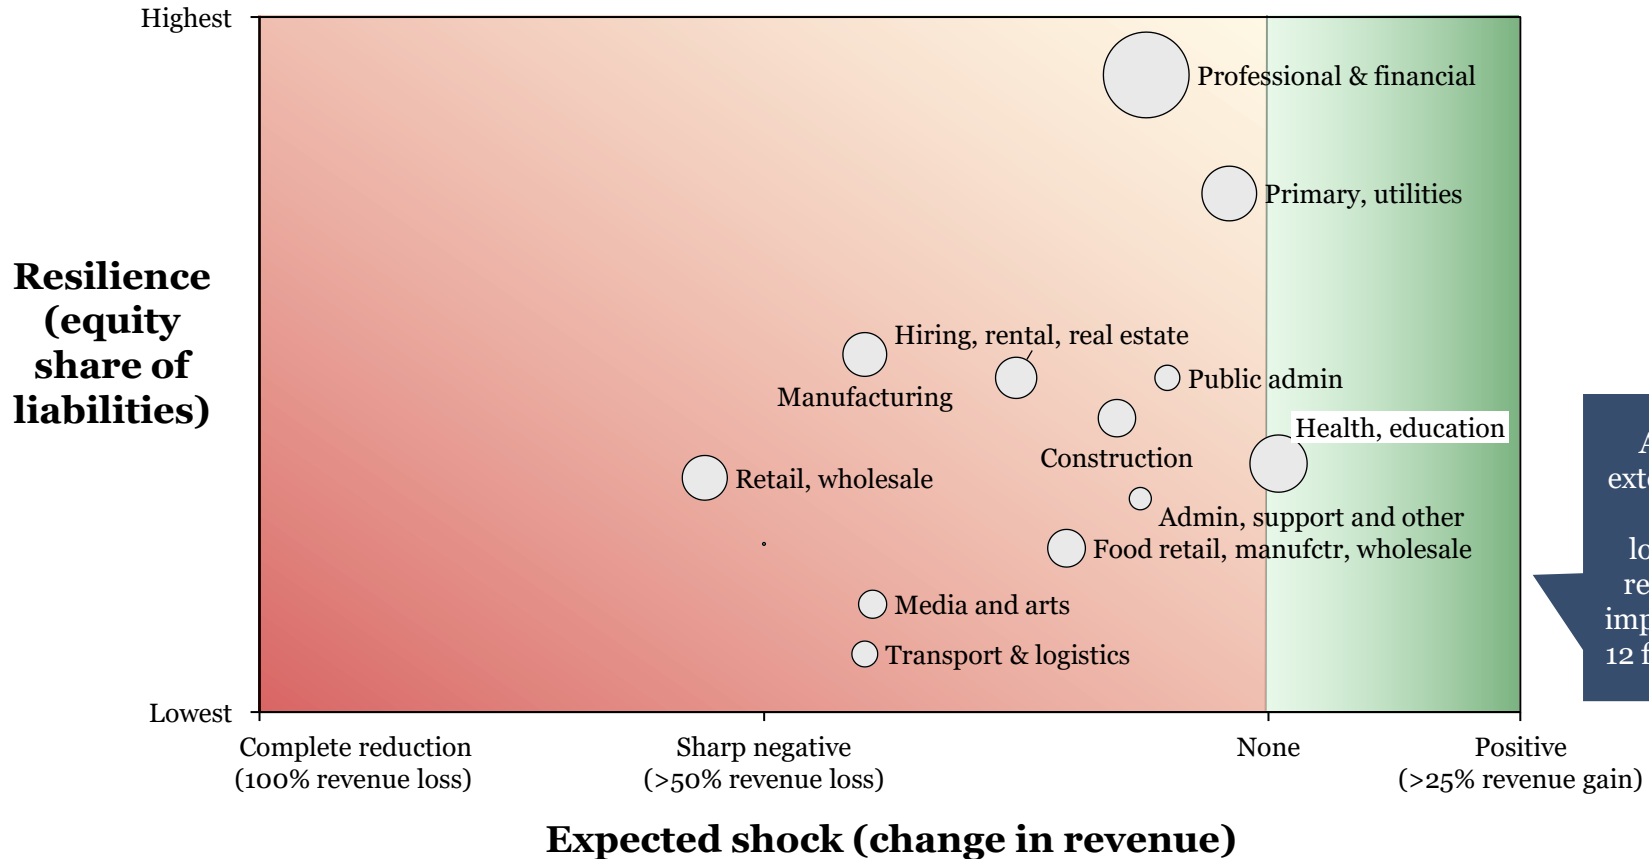 Highest
Professional & financial
Primary, utilities
Resilience
(equity
share of
liabilities)
Hiring, rental, real estate
Manufacturing
Public admin
Construction
Health, education
Retail, wholesale
Admin, support and other
Food retail, manufctr, wholesale
Media and arts
Transport & logistics
Lowest
12 f
Complete reduction
(100% revenue loss)
Sharp negative
(>50% revenue loss)
None
Positive
(>25% revenue gain)
Expected shock (change in revenue)